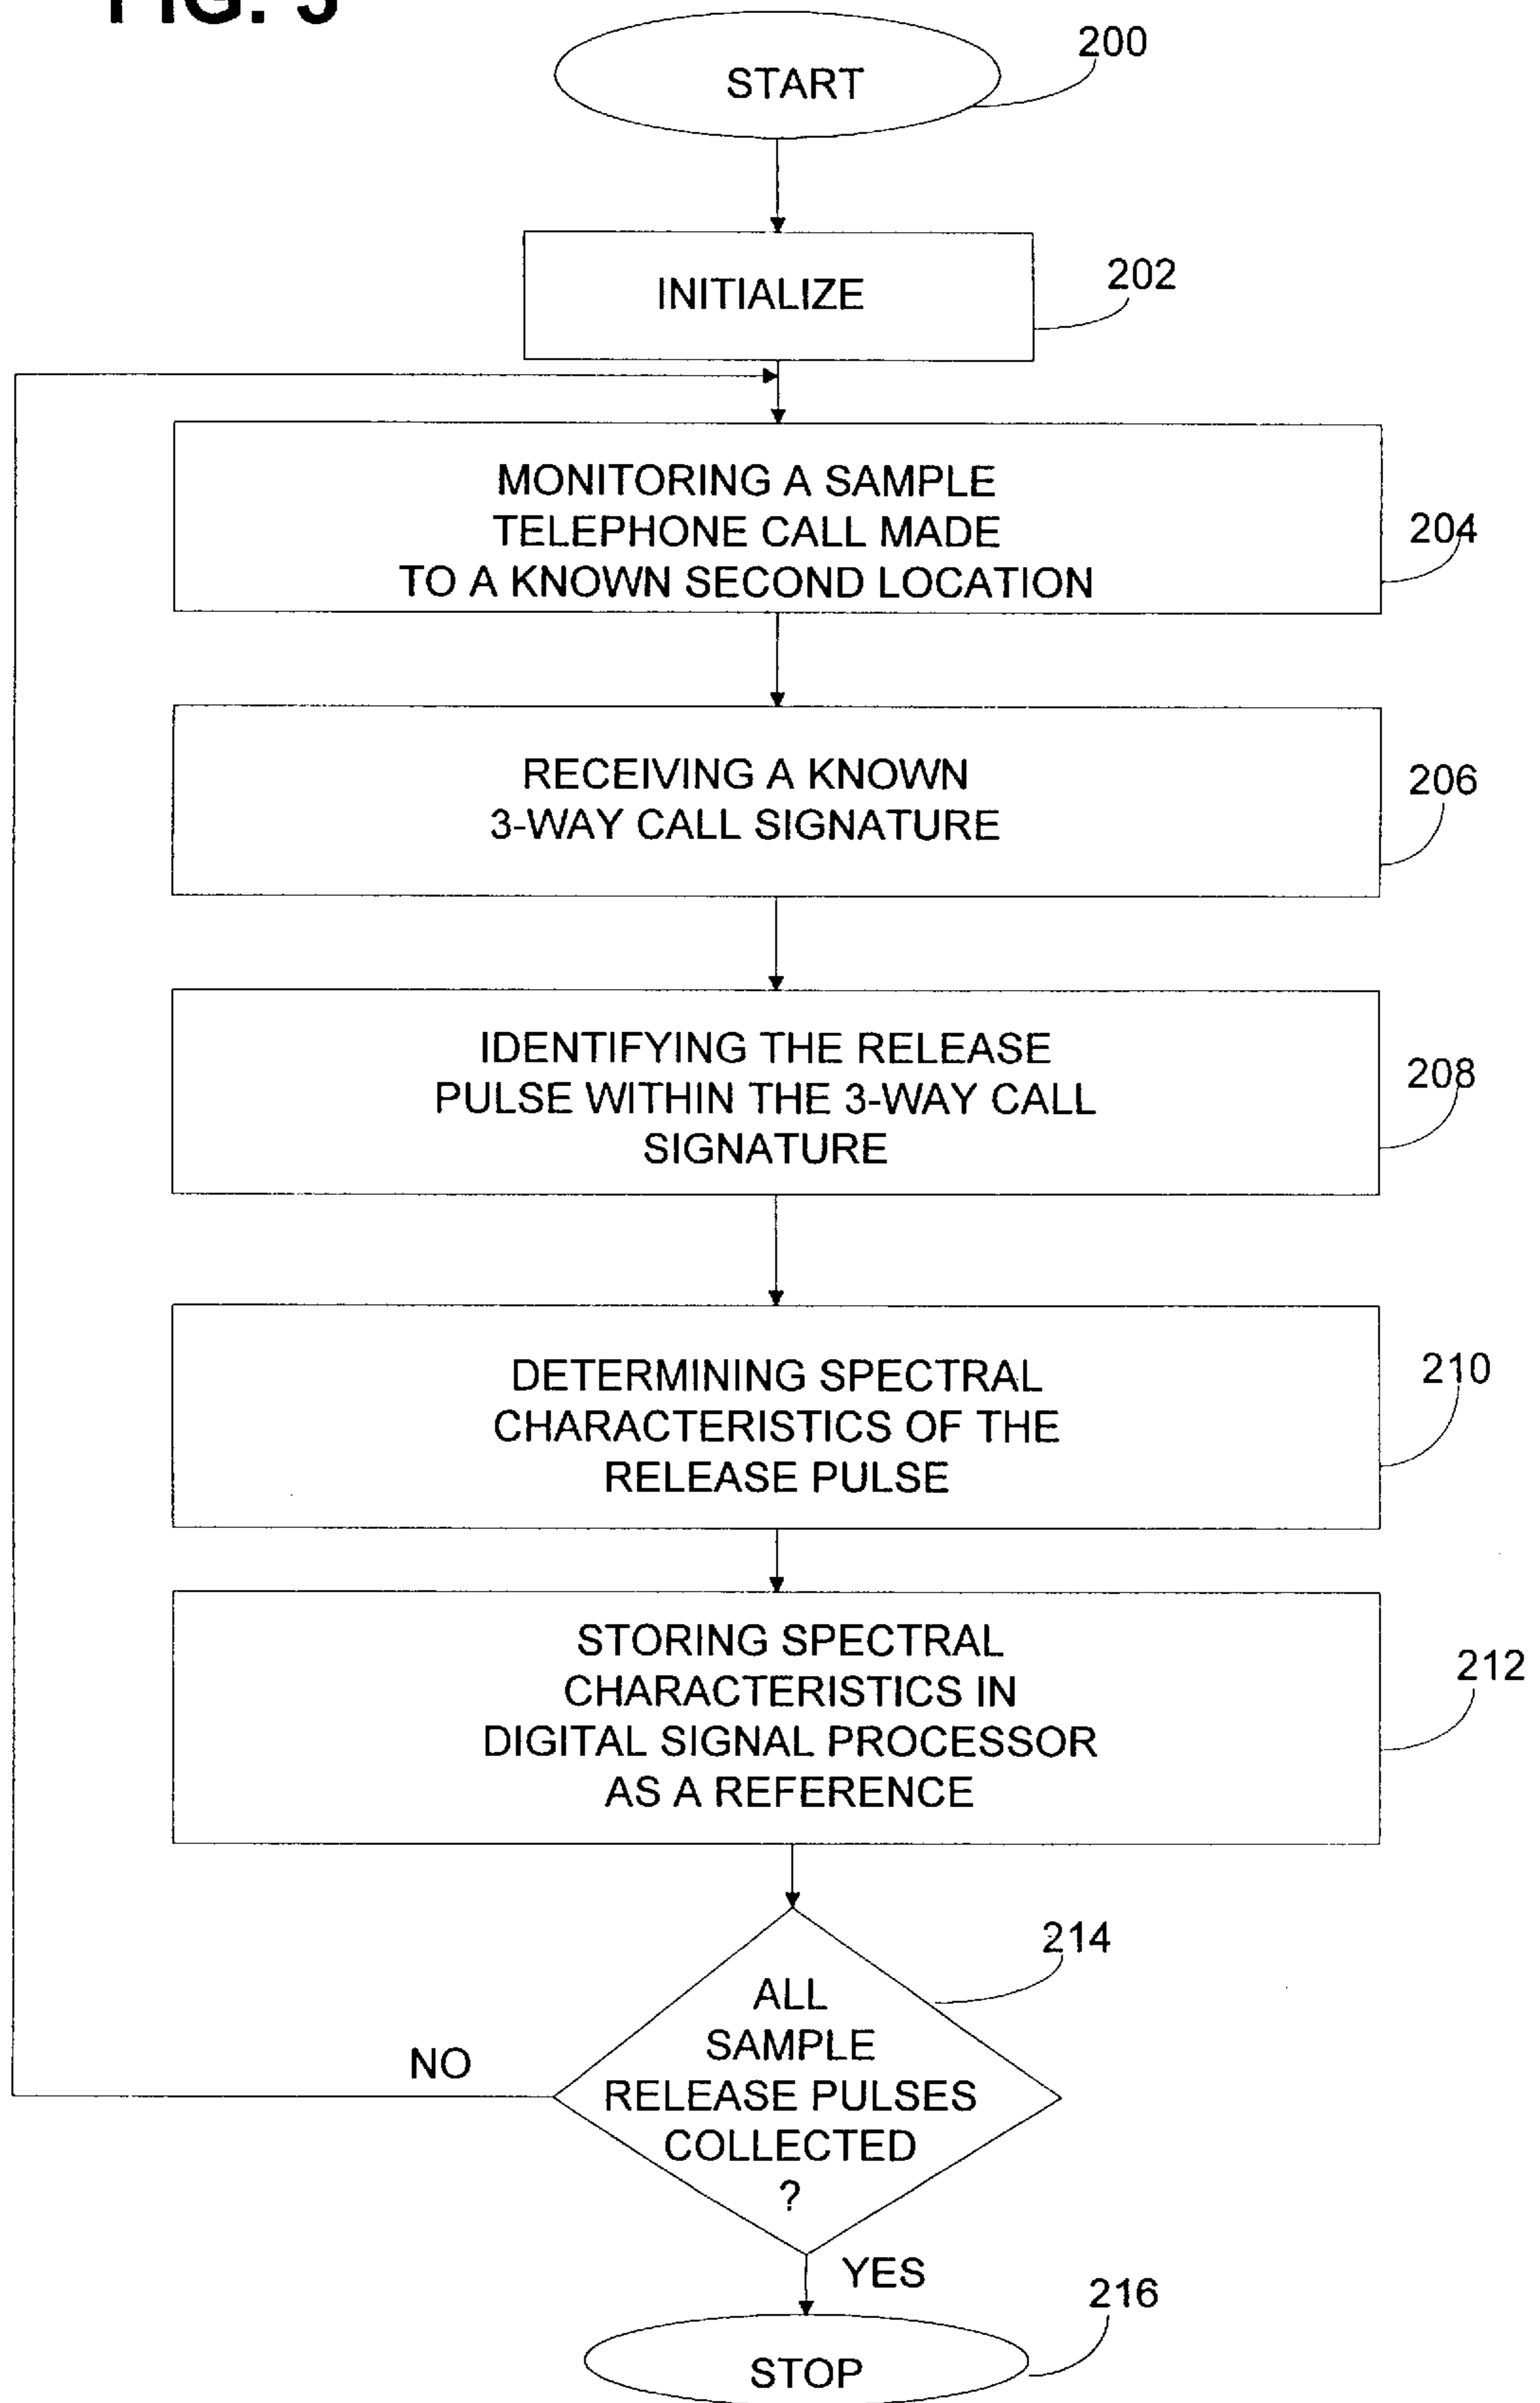 FIG.
START
200
INITIALIZE
202
MONITORING A SAMPLE
TELEPHONE CALL MADE
TO A KNOWN SECOND LOCATION
204
RECEIVING A KNOWN
3-WAY CALL SIGNATURE
206
IDENTIFYING THE RELEASE
PULSE WITHIN THE 3-WAY CALL
SIGNATURE
208
DETERMINING SPECTRAL
CHARACTERISTICS OF THE
RELEASE PULSE
210
STORING SPECTRAL
CHARACTERISTICS IN
DIGITAL SIGNAL PROCESSOR
AS A REFERENCE
212
214
ALL
SAMPLE
RELEASE PULSES
COLLECTED
?
NO
YES
216
STOP